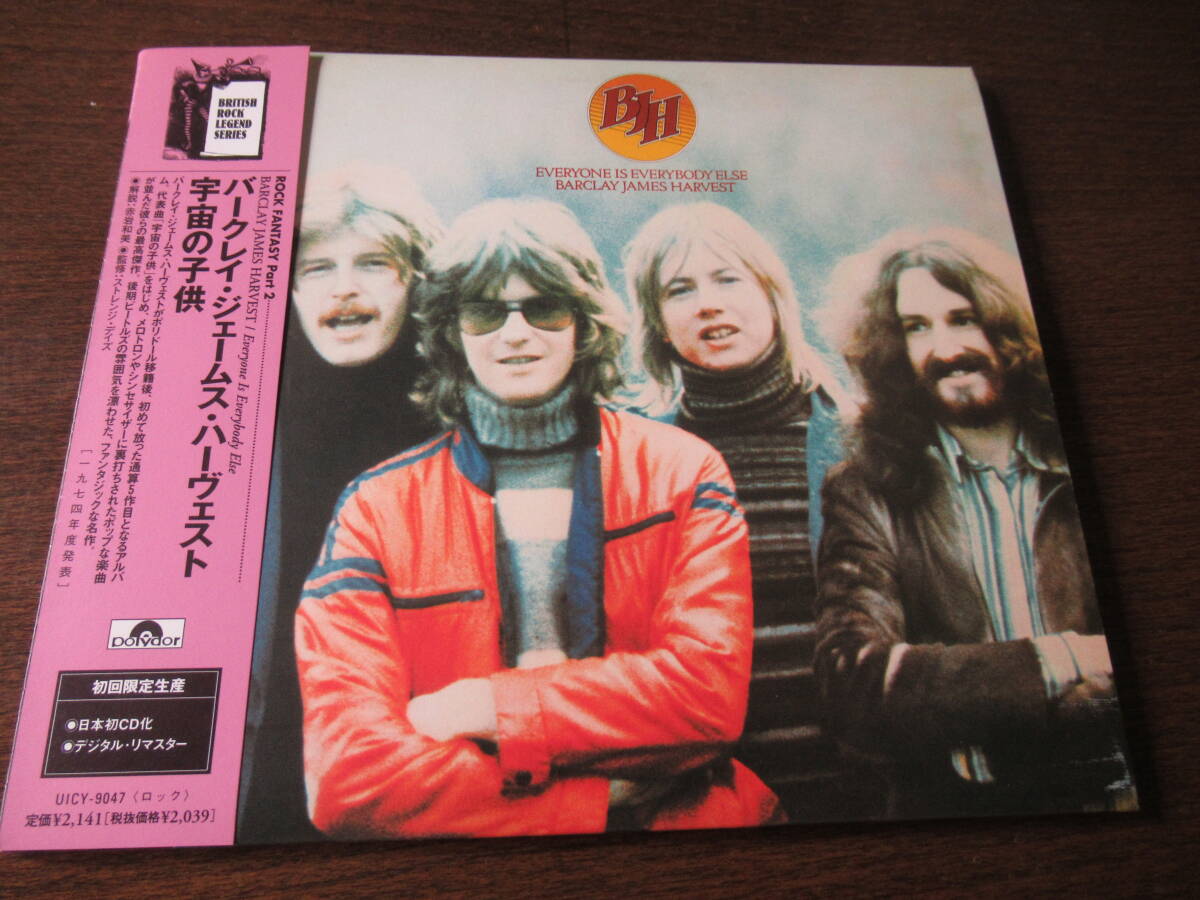 BRITISH
ROCK
LEGEND
SERIES
ROCK FANTASY Part 2
BARCLAY JAMES HARVEST / Everyone Is Everybody Else
バークレイ・ジェームス・ハーヴェスト
宇宙の子供
バークレイ・ジェームス・ハーヴェストがポリドール移籍後、初めて放った通算5作目となるアルバ
ム。代表曲「宇宙の子供」をはじめ、メロトロンやシンセサイザーに裏打ちされたポップな楽曲
が並んだ彼らの最高傑作。後期ビートルズの雰囲気を漂わせた、ファンタジックな名作。
●解説:赤岩和美 ●監修:ストレンジ・デイズ
[一九七四年度発表]
polydor
初回限定生産
●日本初CD化
●デジタル・リマスター
UICY-9047〈ロック〉
定価¥2,141[税抜価格¥2,039]
BJH
EVERYONE IS EVERYBODY ELSE
BARCLAY JAMES HARVEST